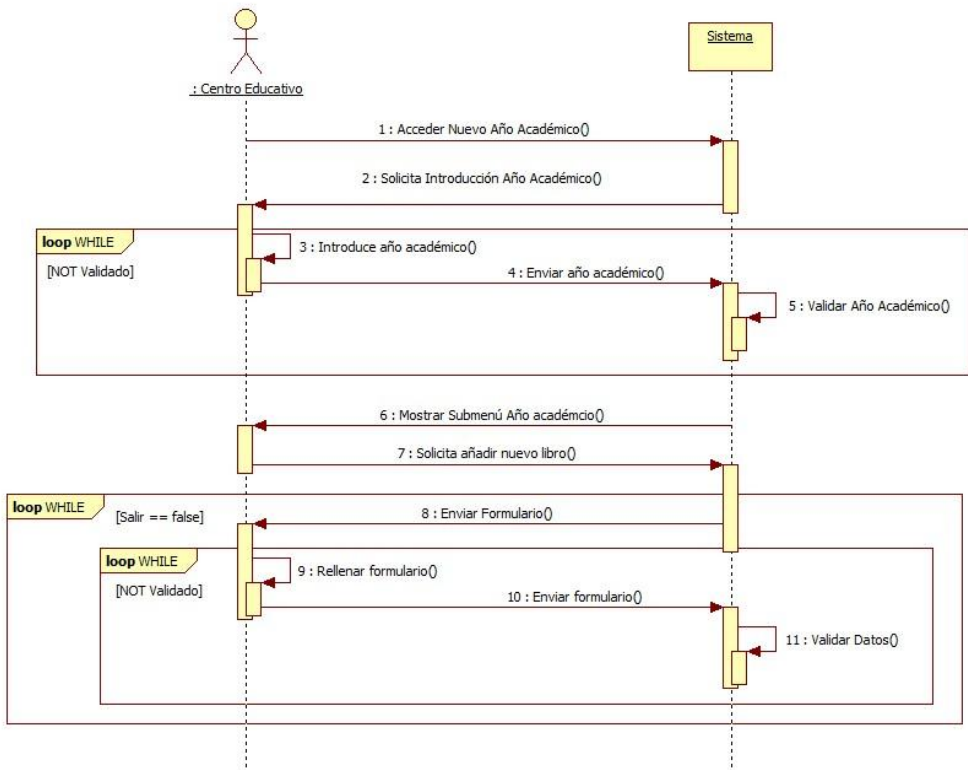 Sistema
: Centro Educativo
1 : Acceder Nuevo Año Académico()
2 : Solicita Introducción Año Académico()
loop WHILE
[NOT Validado]
3 : Introduce año académico()
4 : Enviar año académico()
5 : Validar Año Académico()
6 : Mostrar Submenú Año académcio()
7 : Solicita añadir nuevo libro()
loop WHILE
[Salir == false]
8 : Enviar Formulario()
loop WHILE
[NOT Validado]
9 : Rellenar formulario()
10 : Enviar formulario()
11 : Validar Datos()